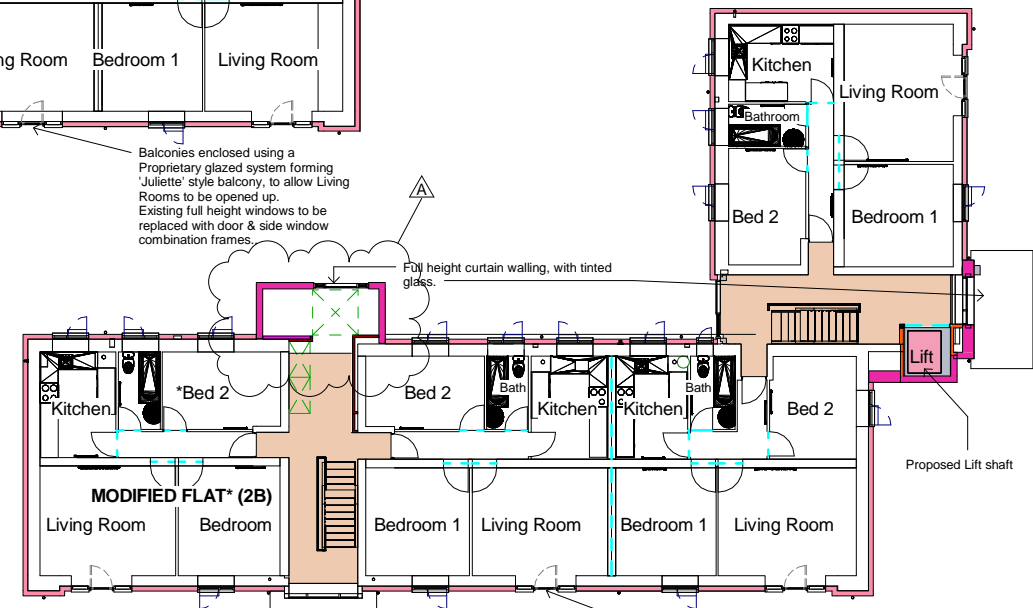 ng Room
Bedroom 1
Living Room
Balconies enclosed using a
Proprietary glazed system forming
'Juliette' style balcony, to allow Living
Rooms to be opened up.
Existing full height windows to be
replaced with door & side window
combination frames.
A
Full height curtain walling, with tinted
glass.
Kitchen
Living Room
Bathroom
Bed 2
Bedroom 1
Lift
Proposed Lift shaft
Kitchen
*Bed 2
Bed 2
Bath
Kitchen
Kitchen
Bath
Bed 2
MODIFIED FLAT* (2B)
Living Room
Bedroom
Bedroom 1
Living Room
Bedroom 1
Living Room